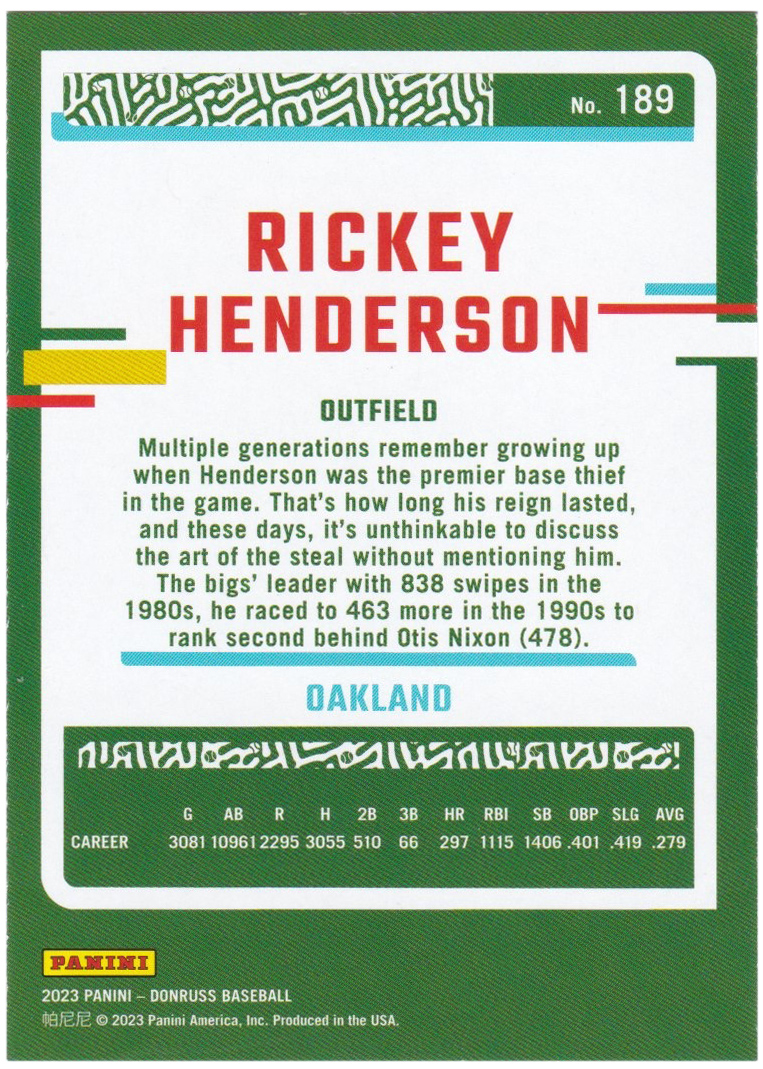 No. 189
RICKEY
HENDERSON
OUTFIELD
Multiple generations remember growing up
when Henderson was the premier base thief
in the game. That's how long his reign lasted,
and these days, it's unthinkable to discuss
the art of the steal without mentioning him.
The bigs' leader with 838 swipes in the
1980s, he raced to 463 more in the 1990s to
rank second behind Otis Nixon (478).
OAKLAND
G AB R H 2B 3B HR RBI SB OBP SLG AVG
CAREER 3081 10961 2295 3055 510 66 297 1115 1406 .401 .419 .279
PANINI
2023 PANINI – DONRUSS BASEBALL
帕尼尼 © 2023 Panini America, Inc. Produced in the USA.